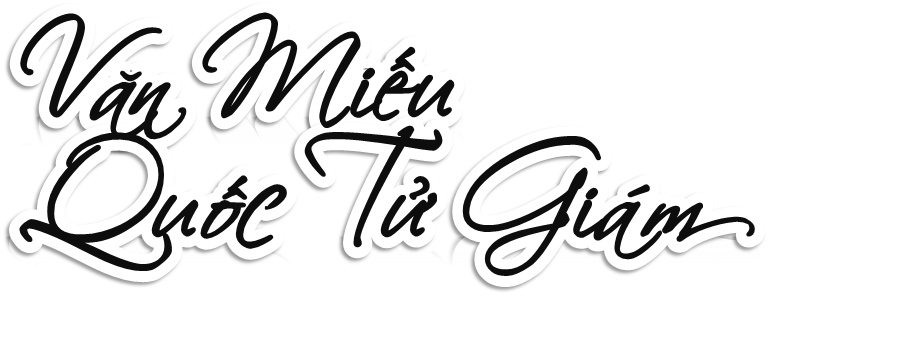 Văn Miếu
Quốc Tử Giám